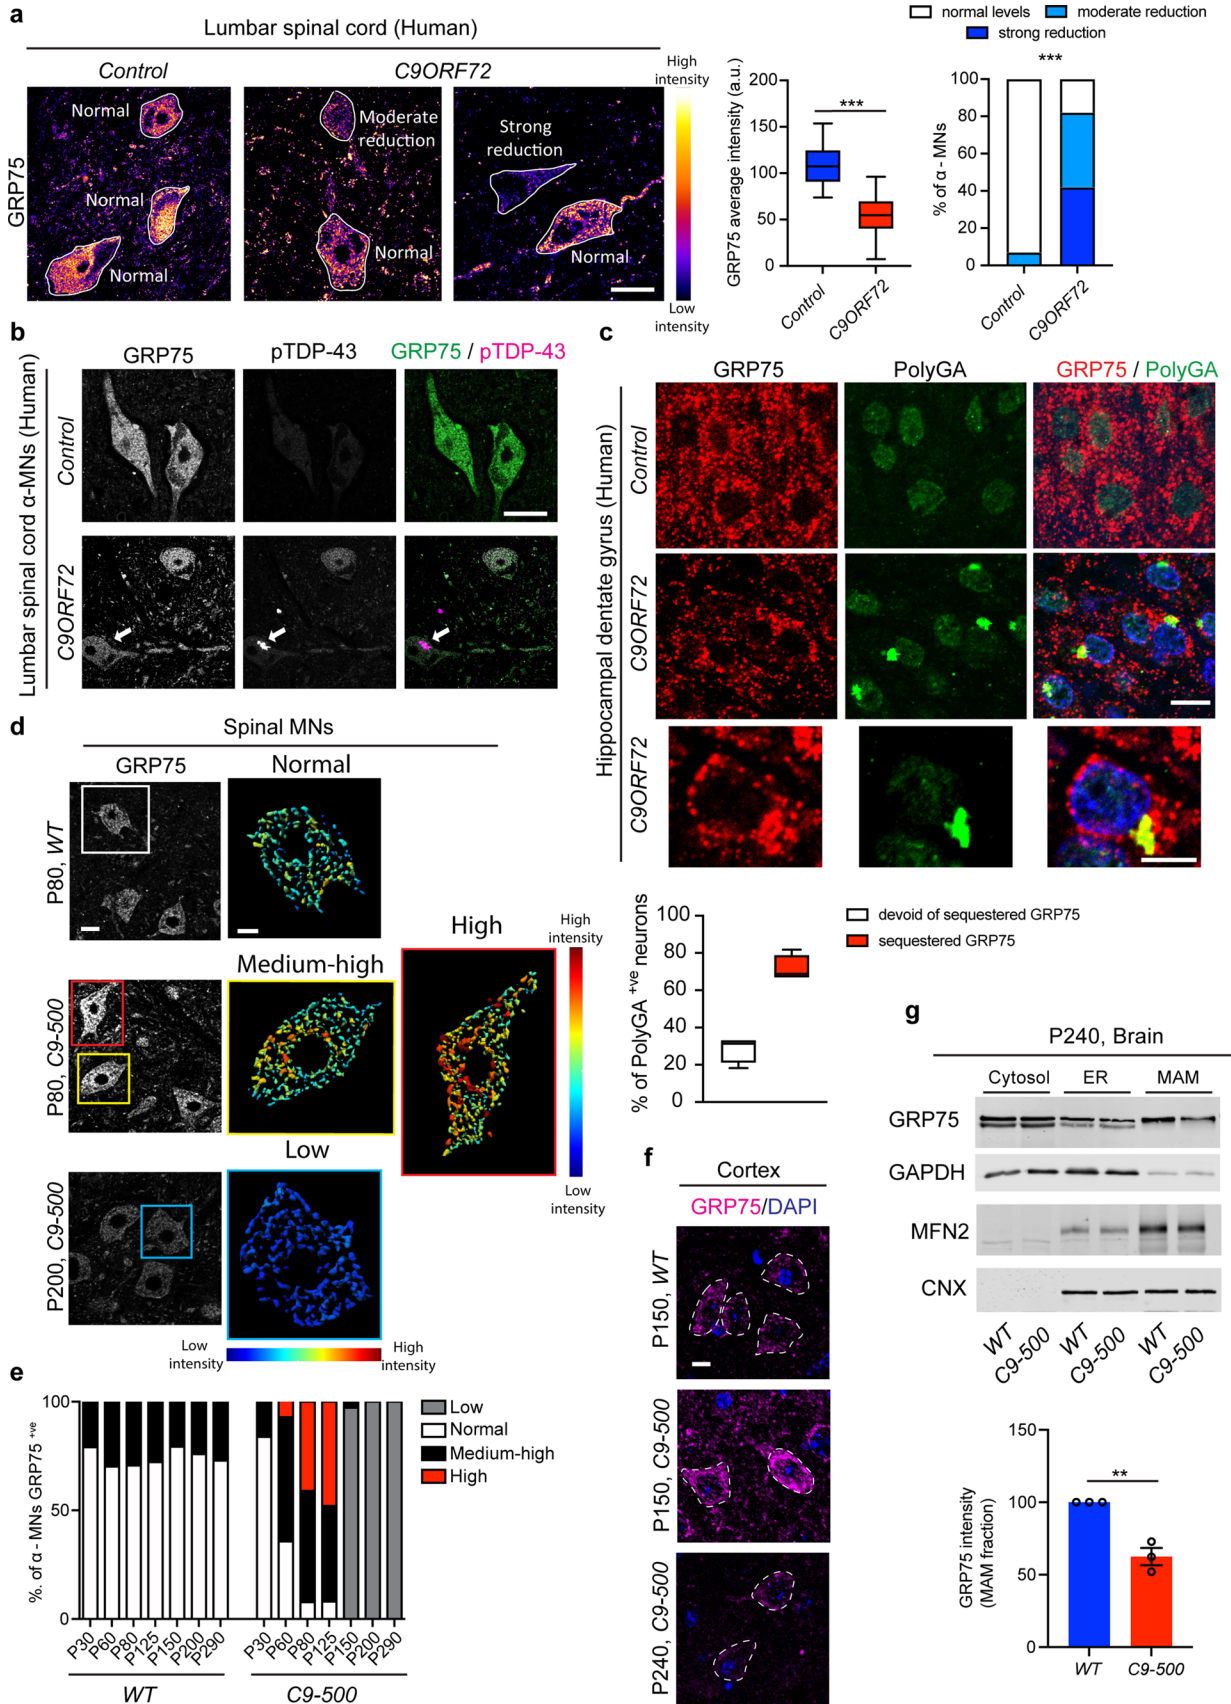 a
Lumbar spinal cord (Human)
Control
C9ORF72
GRP75
Normal
Normal
Normal
Moderate
reduction
Normal
Strong
reduction
Normal
High
intensity
Low
intensity
GRP75 average intensity (a.u.)
200
150
100
50
0
***
Control
C9ORF72
normal levels
moderate reduction
strong reduction
***
% of α - MNs
100
80
60
40
20
0
Control
C9ORF72
b
GRP75
pTDP-43
GRP75 / pTDP-43
Lumbar spinal cord α-MNs (Human)
Control
C9ORF72
c
GRP75
PolyGA
GRP75 / PolyGA
Hippocampal dentate gyrus (Human)
Control
C9ORF72
C9ORF72
% of PolyGA +ve neurons
100
80
60
40
20
0
devoid of sequestered GRP75
sequestered GRP75
d
Spinal MNs
GRP75
Normal
P80, WT
High
Medium-high
P80, C9-500
High
intensity
Low
intensity
Low
P200, C9-500
Low
intensity
High
intensity
e
%. of α - MNs GRP75 +ve
100
50
0
P30
P60
P80
P125
P150
P200
P290
P30
P60
P80
P125
P150
P200
P290
WT
C9-500
Low
Normal
Medium-high
High
f
Cortex
GRP75/DAPI
P150, WT
P150, C9-500
P240, C9-500
g
P240, Brain
Cytosol
ER
MAM
GRP75
GAPDH
MFN2
CNX
WT
C9-500
WT
C9-500
WT
C9-500
GRP75 intensity
(MAM fraction)
150
100
50
0
**
WT
C9-500